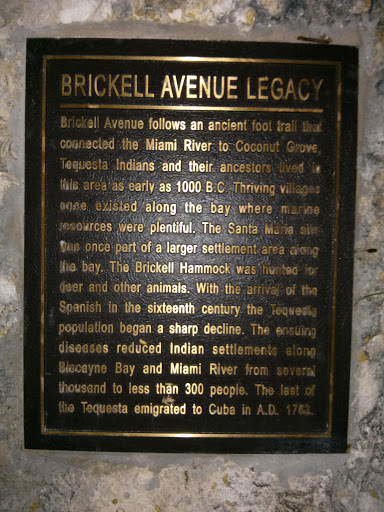 BRICKELL AVENUE LEGACY
Brickell Avenue follows an ancient foot trail that
connected the Miami River to Coconut Grove,
Tequesta Indians and their ancestors lived in
this area as early as 1000 B.C. Thriving villages
once existed along the bay where marine
resources were plentiful. The Santa Maria site
was once part of a larger settlement area along
the bay. The Brickell Hammock was hunted for
deer and other animals. With the arrival of the
Spanish in the sixteenth century the Tequesta
population began a sharp decline. The ensuing
diseases reduced Indian settlements along
Biscayne Bay and Miami River from several
thousand to less than 300 people. The last of
the Tequesta emigrated to Cuba in A.D. 1763.